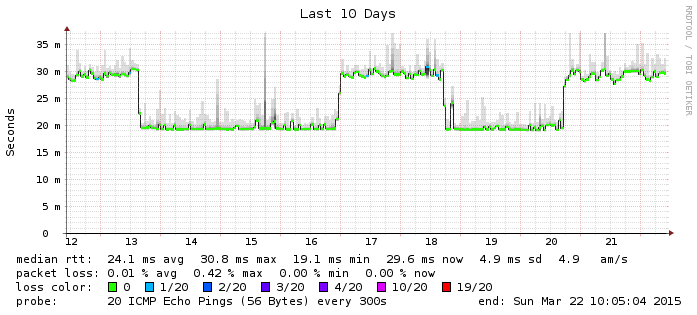 Last 10 Days
RRDTOOL / TOBI OETIKER
Seconds
35 m
30 m
25 m
20 m
15 m
10 m
5 m
0
12 13 14 15 16 17 18 19 20 21
median rtt: 24.1 ms avg 30.8 ms max 19.1 ms min 29.6 ms now 4.9 ms sd 4.9 am/s
packet loss: 0.01 % avg 0.42 % max 0.00 % min 0.00 % now
loss color: 0 1/20 2/20 3/20 4/20 10/20 19/20
probe: 20 ICMP Echo Pings (56 Bytes) every 300s end: Sun Mar 22 10:05:04 2015